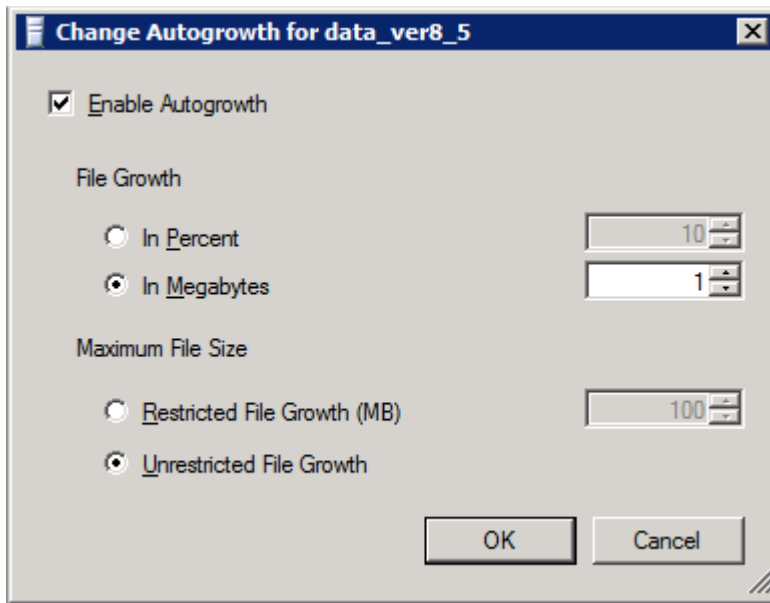 Change Autogrowth for data_ver8_5
Enable Autogrowth
File Growth
In Percent 10
In Megabytes 1
Maximum File Size
Restricted File Growth (MB) 100
Unrestricted File Growth
OK Cancel